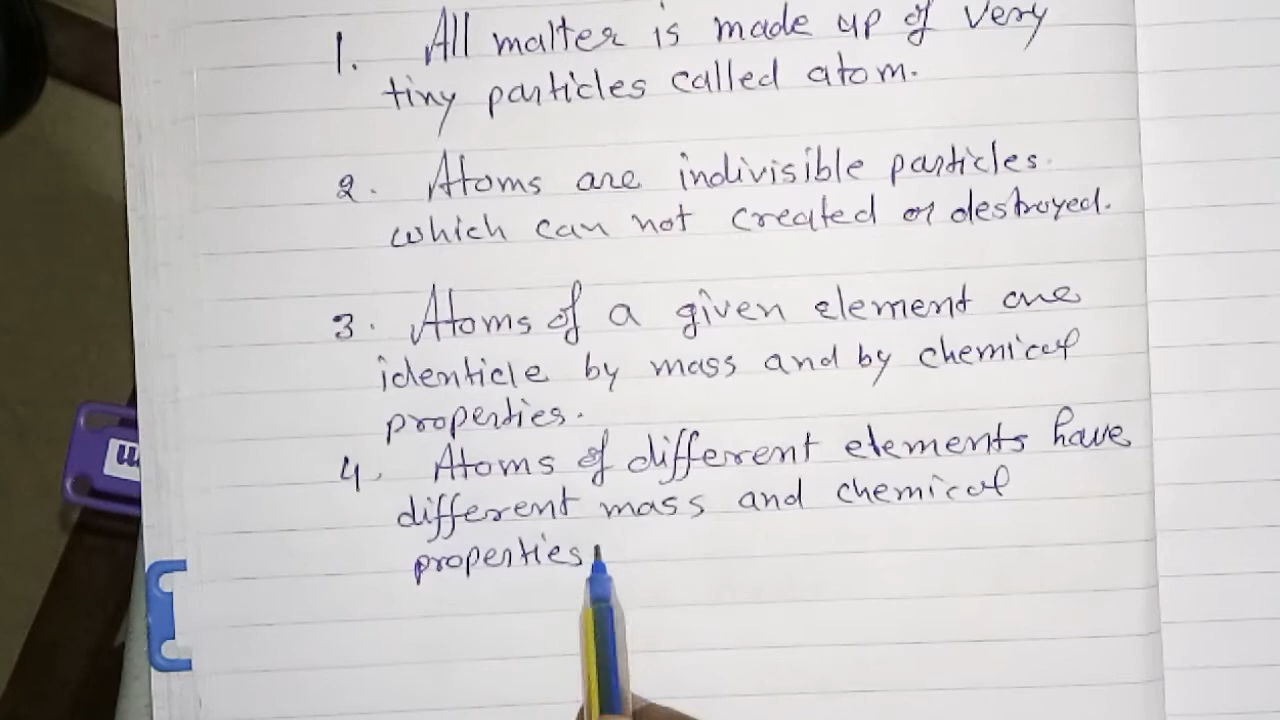 1. All matter is made up of very
tiny particles called atom.
2. Atoms are indivisible particles.
which can not created or destroyed.
3. Atoms of a given element are
identicle by mass and by chemical
properties.
4. Atoms of different elements have
different mass and chemical
properties